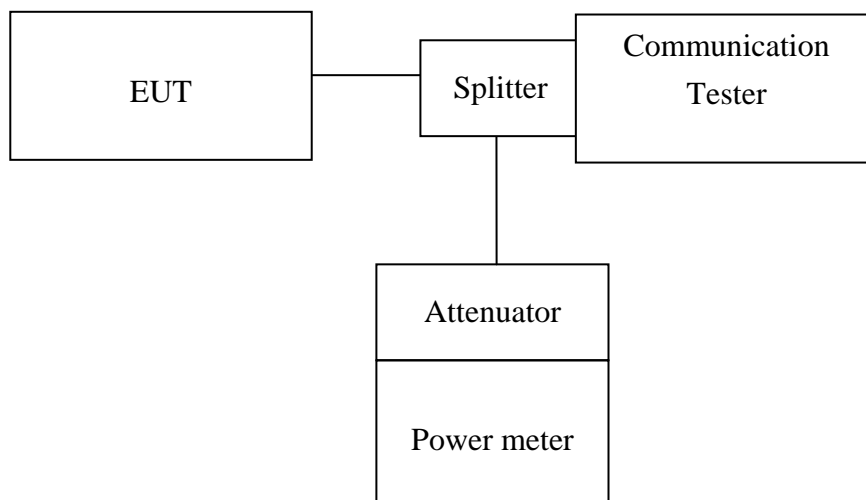 EUT
Splitter
Communication
Tester
Attenuator
Power meter